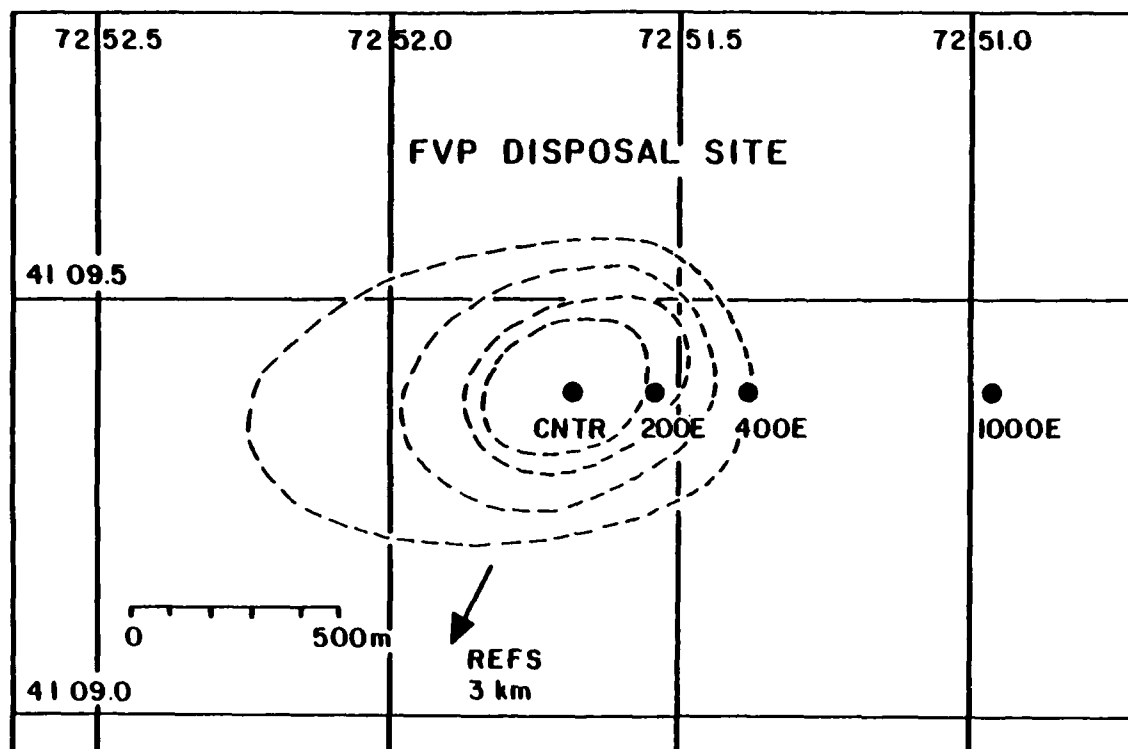 72 52.5
72 52.0
72 51.5
72 51.0
FVP DISPOSAL SITE
41 09.5
CNTR
200E
400E
1000E
0
500m
REFS
3 km
41 09.0